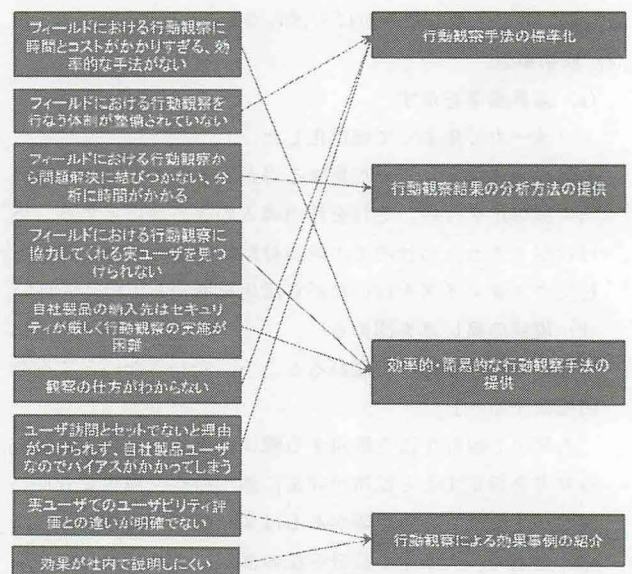 フィールドにおける行動観察に
時間とコストがかかりすぎる、効
率的な手法がない
フィールドにおける行動観察を
行なう体制が整備されていない
フィールドにおける行動観察か
ら問題解決に結びつかない、分
析に時間がかかる
フィールドにおける行動観察に
協力してくれる実ユーザを見つ
けられない
自社製品の納入先はセキュリ
ティが厳しく行動観察の実施が
困難
観察の仕方がわからない
ユーザ訪問とセットでないと理由
がつけられず、自社製品ユーザ
なのでバイアスがかかってしまう
実ユーザでのユーザビリティ評
価との違いが明確でない
効果が社内で説明しにくい
行動観察手法の標準化
行動観察結果の分析方法の提供
効率的・簡易的な行動観察手法の
提供
行動観察による効果事例の紹介